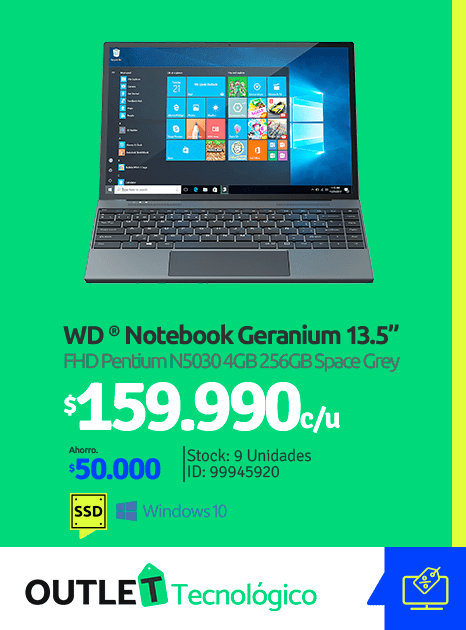 WD ® Notebook Geranium 13.5”
FHD Pentium N5030 4GB 256GB Space Grey
$159.990c/u
Ahorro.
$50.000
Stock: 9 Unidades
ID: 99945920
SSD
Windows10
OUTLET Tecnológico
%